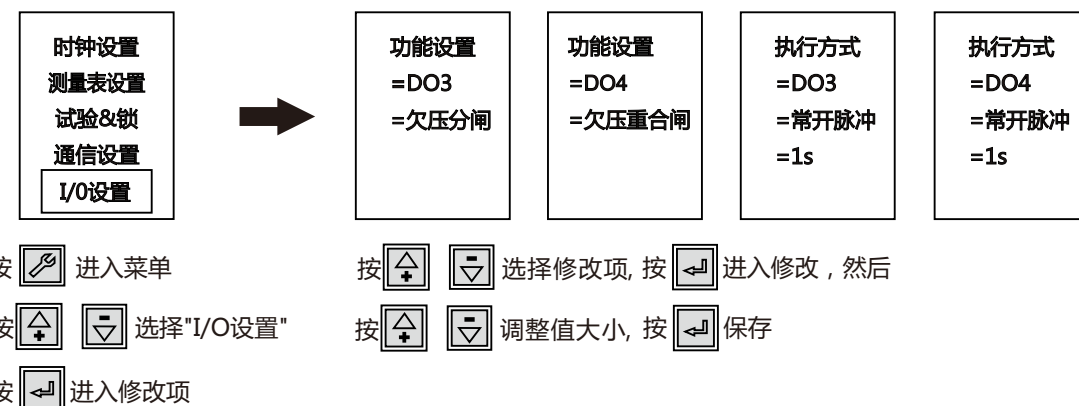 时钟设置
测量表设置
试验&锁
通信设置
I/0设置
功能设置
=DO3
=欠压分闸
功能设置
=DO4
=欠压重合闸
执行方式
=DO3
=常开脉冲
=1s
执行方式
=DO4
=常开脉冲
=1s
按 进入菜单
按 选择"I/O设置"
按 进入修改项
按 选择修改项, 按 进入修改，然后
按 调整值大小, 按 保存